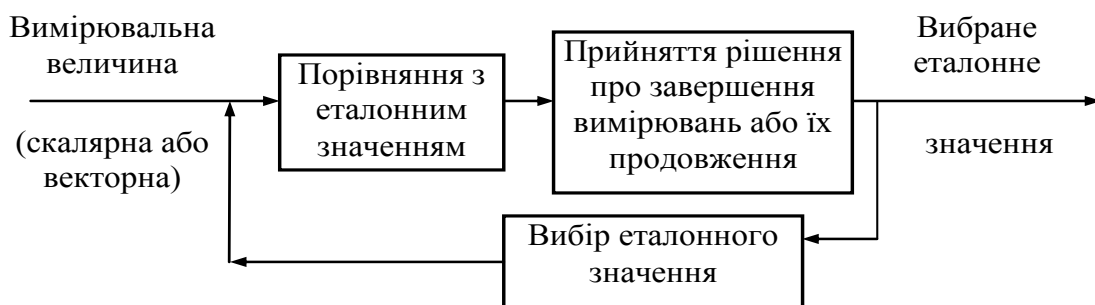 Вимірювальна
величина
(скалярна або
векторна)
Порівняння з
еталонним
значенням
Прийняття рішення
про завершення
вимірювань або їх
продовження
Вибране
еталонне
значення
Вибір еталонного
значення